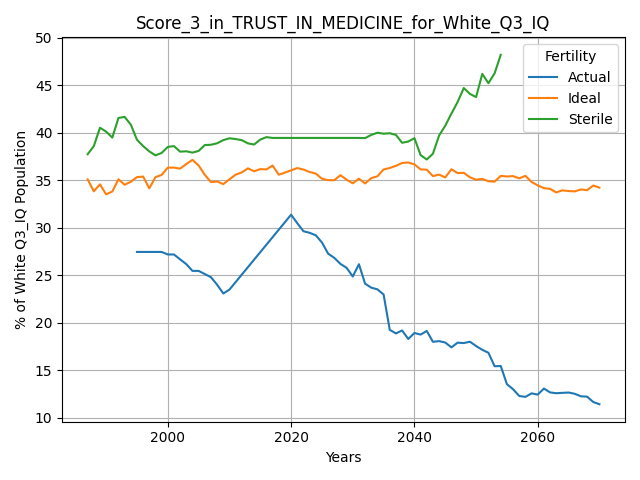 Score_3_in_TRUST_IN_MEDICINE_for_White_Q3_IQ
% of White Q3_IQ Population
50
45
40
35
30
25
20
15
10
Fertility
Actual
Ideal
Sterile
2000
2020
2040
2060
Years